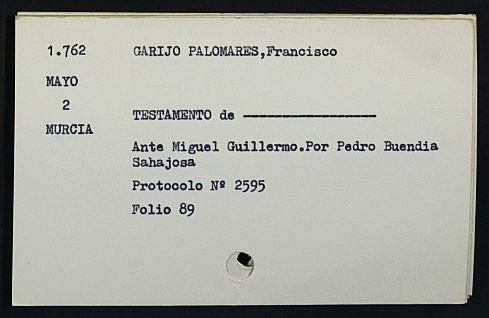 1.762 GARIJO PALOMARES,Francisco
MAYO
2
TESTAMENTO de -----------------
MURCIA
Ante Miguel Guillermo.Por Pedro Buendia
Sahajosa
Protocolo Nº 2595
Folio 89